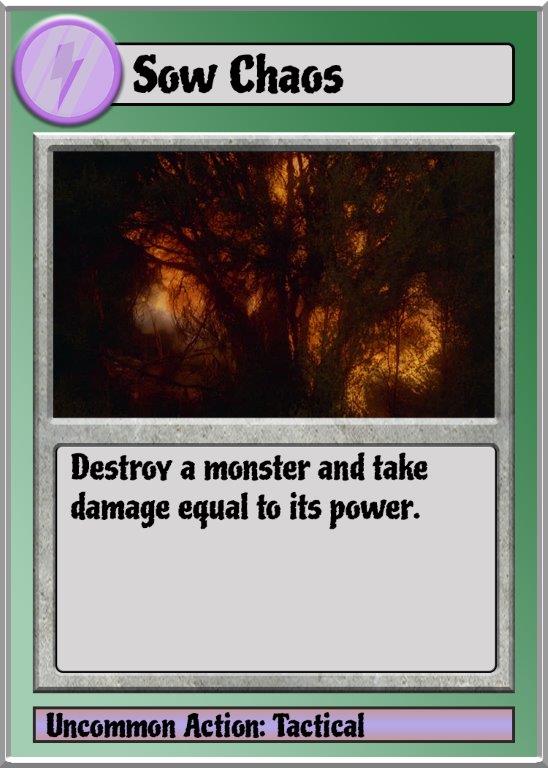 Sow Chaos
Destroy a monster and take
damage equal to its power.
Uncommon Action: Tactical